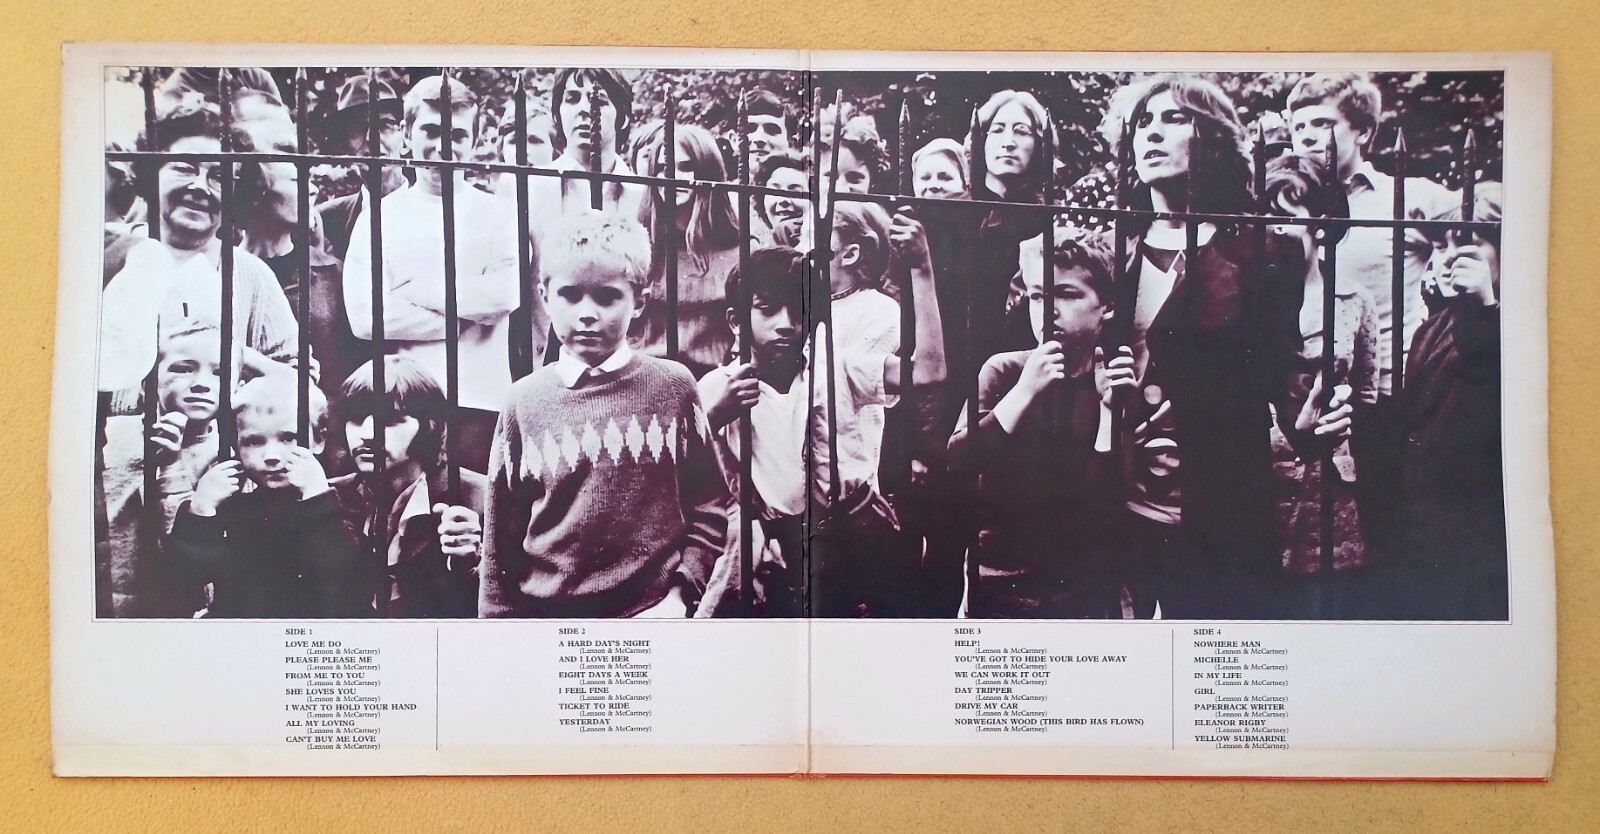 SIDE 1
LOVE ME DO
(Lennon & McCartney)
PLEASE PLEASE ME
(Lennon & McCartney)
FROM ME TO YOU
(Lennon & McCartney)
SHE LOVES YOU
(Lennon & McCartney)
I WANT TO HOLD YOUR HAND
(Lennon & McCartney)
ALL MY LOVING
(Lennon & McCartney)
CAN'T BUY ME LOVE
(Lennon & McCartney)
SIDE 2
A HARD DAY'S NIGHT
(Lennon & McCartney)
AND I LOVE HER
(Lennon & McCartney)
EIGHT DAYS A WEEK
(Lennon & McCartney)
I FEEL FINE
(Lennon & McCartney)
TICKET TO RIDE
(Lennon & McCartney)
YESTERDAY
(Lennon & McCartney)
SIDE 3
HELP!
(Lennon & McCartney)
YOU'VE GOT TO HIDE YOUR LOVE AWAY
(Lennon & McCartney)
WE CAN WORK IT OUT
(Lennon & McCartney)
DAY TRIPPER
(Lennon & McCartney)
DRIVE MY CAR
(Lennon & McCartney)
NORWEGIAN WOOD (THIS BIRD HAS FLOWN)
(Lennon & McCartney)
SIDE 4
NOWHERE MAN
(Lennon & McCartney)
MICHELLE
(Lennon & McCartney)
IN MY LIFE
(Lennon & McCartney)
GIRL
(Lennon & McCartney)
PAPERBACK WRITER
(Lennon & McCartney)
ELEANOR RIGBY
(Lennon & McCartney)
YELLOW SUBMARINE
(Lennon & McCartney)